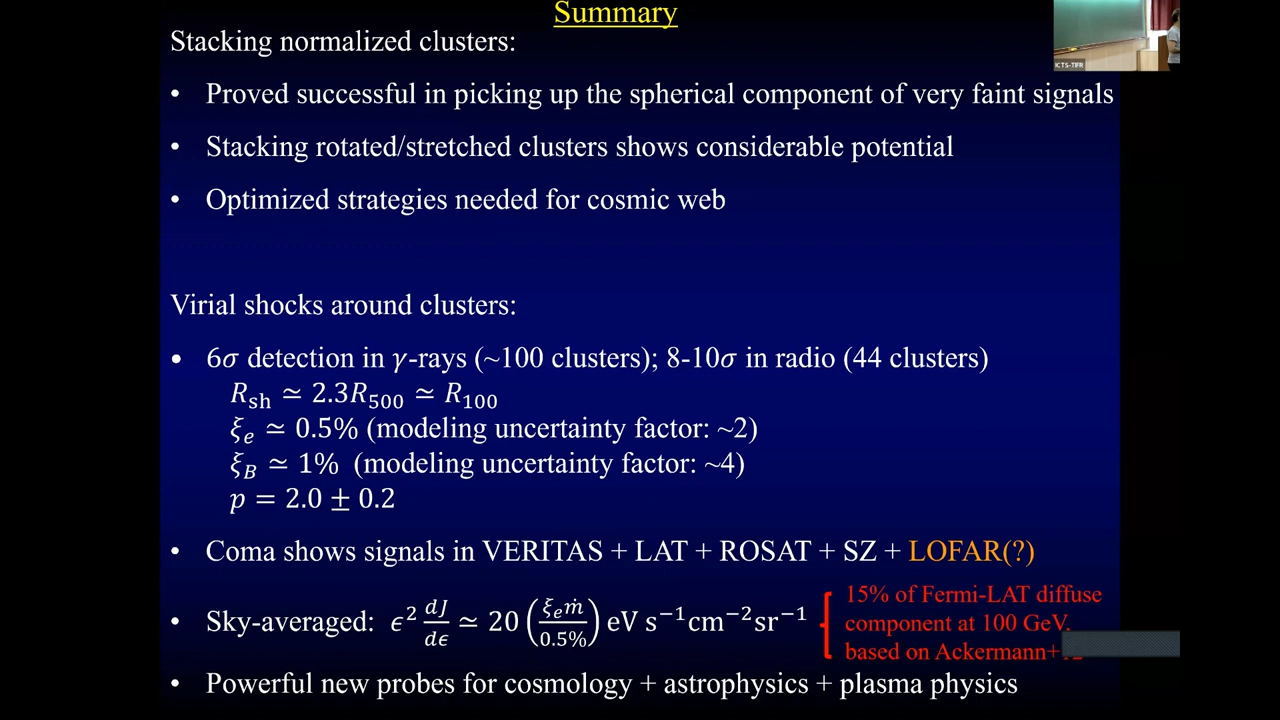 Summary
Stacking normalized clusters:
ICTS-TIFR
• Proved successful in picking up the spherical component of very faint signals
• Stacking rotated/stretched clusters shows considerable potential
• Optimized strategies needed for cosmic web
Virial shocks around clusters:
• 6σ detection in γ-rays (~100 clusters); 8-10σ in radio (44 clusters)
R_sh ≃ 2.3R_500 ≃ R_100
ξ_e ≃ 0.5% (modeling uncertainty factor: ~2)
ξ_B ≃ 1% (modeling uncertainty factor: ~4)
p = 2.0 ± 0.2
• Coma shows signals in VERITAS + LAT + ROSAT + SZ + LOFAR(?)
• Sky-averaged: ϵ² dJ/dϵ ≃ 20 (ξ_e ṁ / 0.5%) eV s⁻¹cm⁻²sr⁻¹
15% of Fermi-LAT diffuse
component at 100 GeV,
based on Ackermann+
• Powerful new probes for cosmology + astrophysics + plasma physics